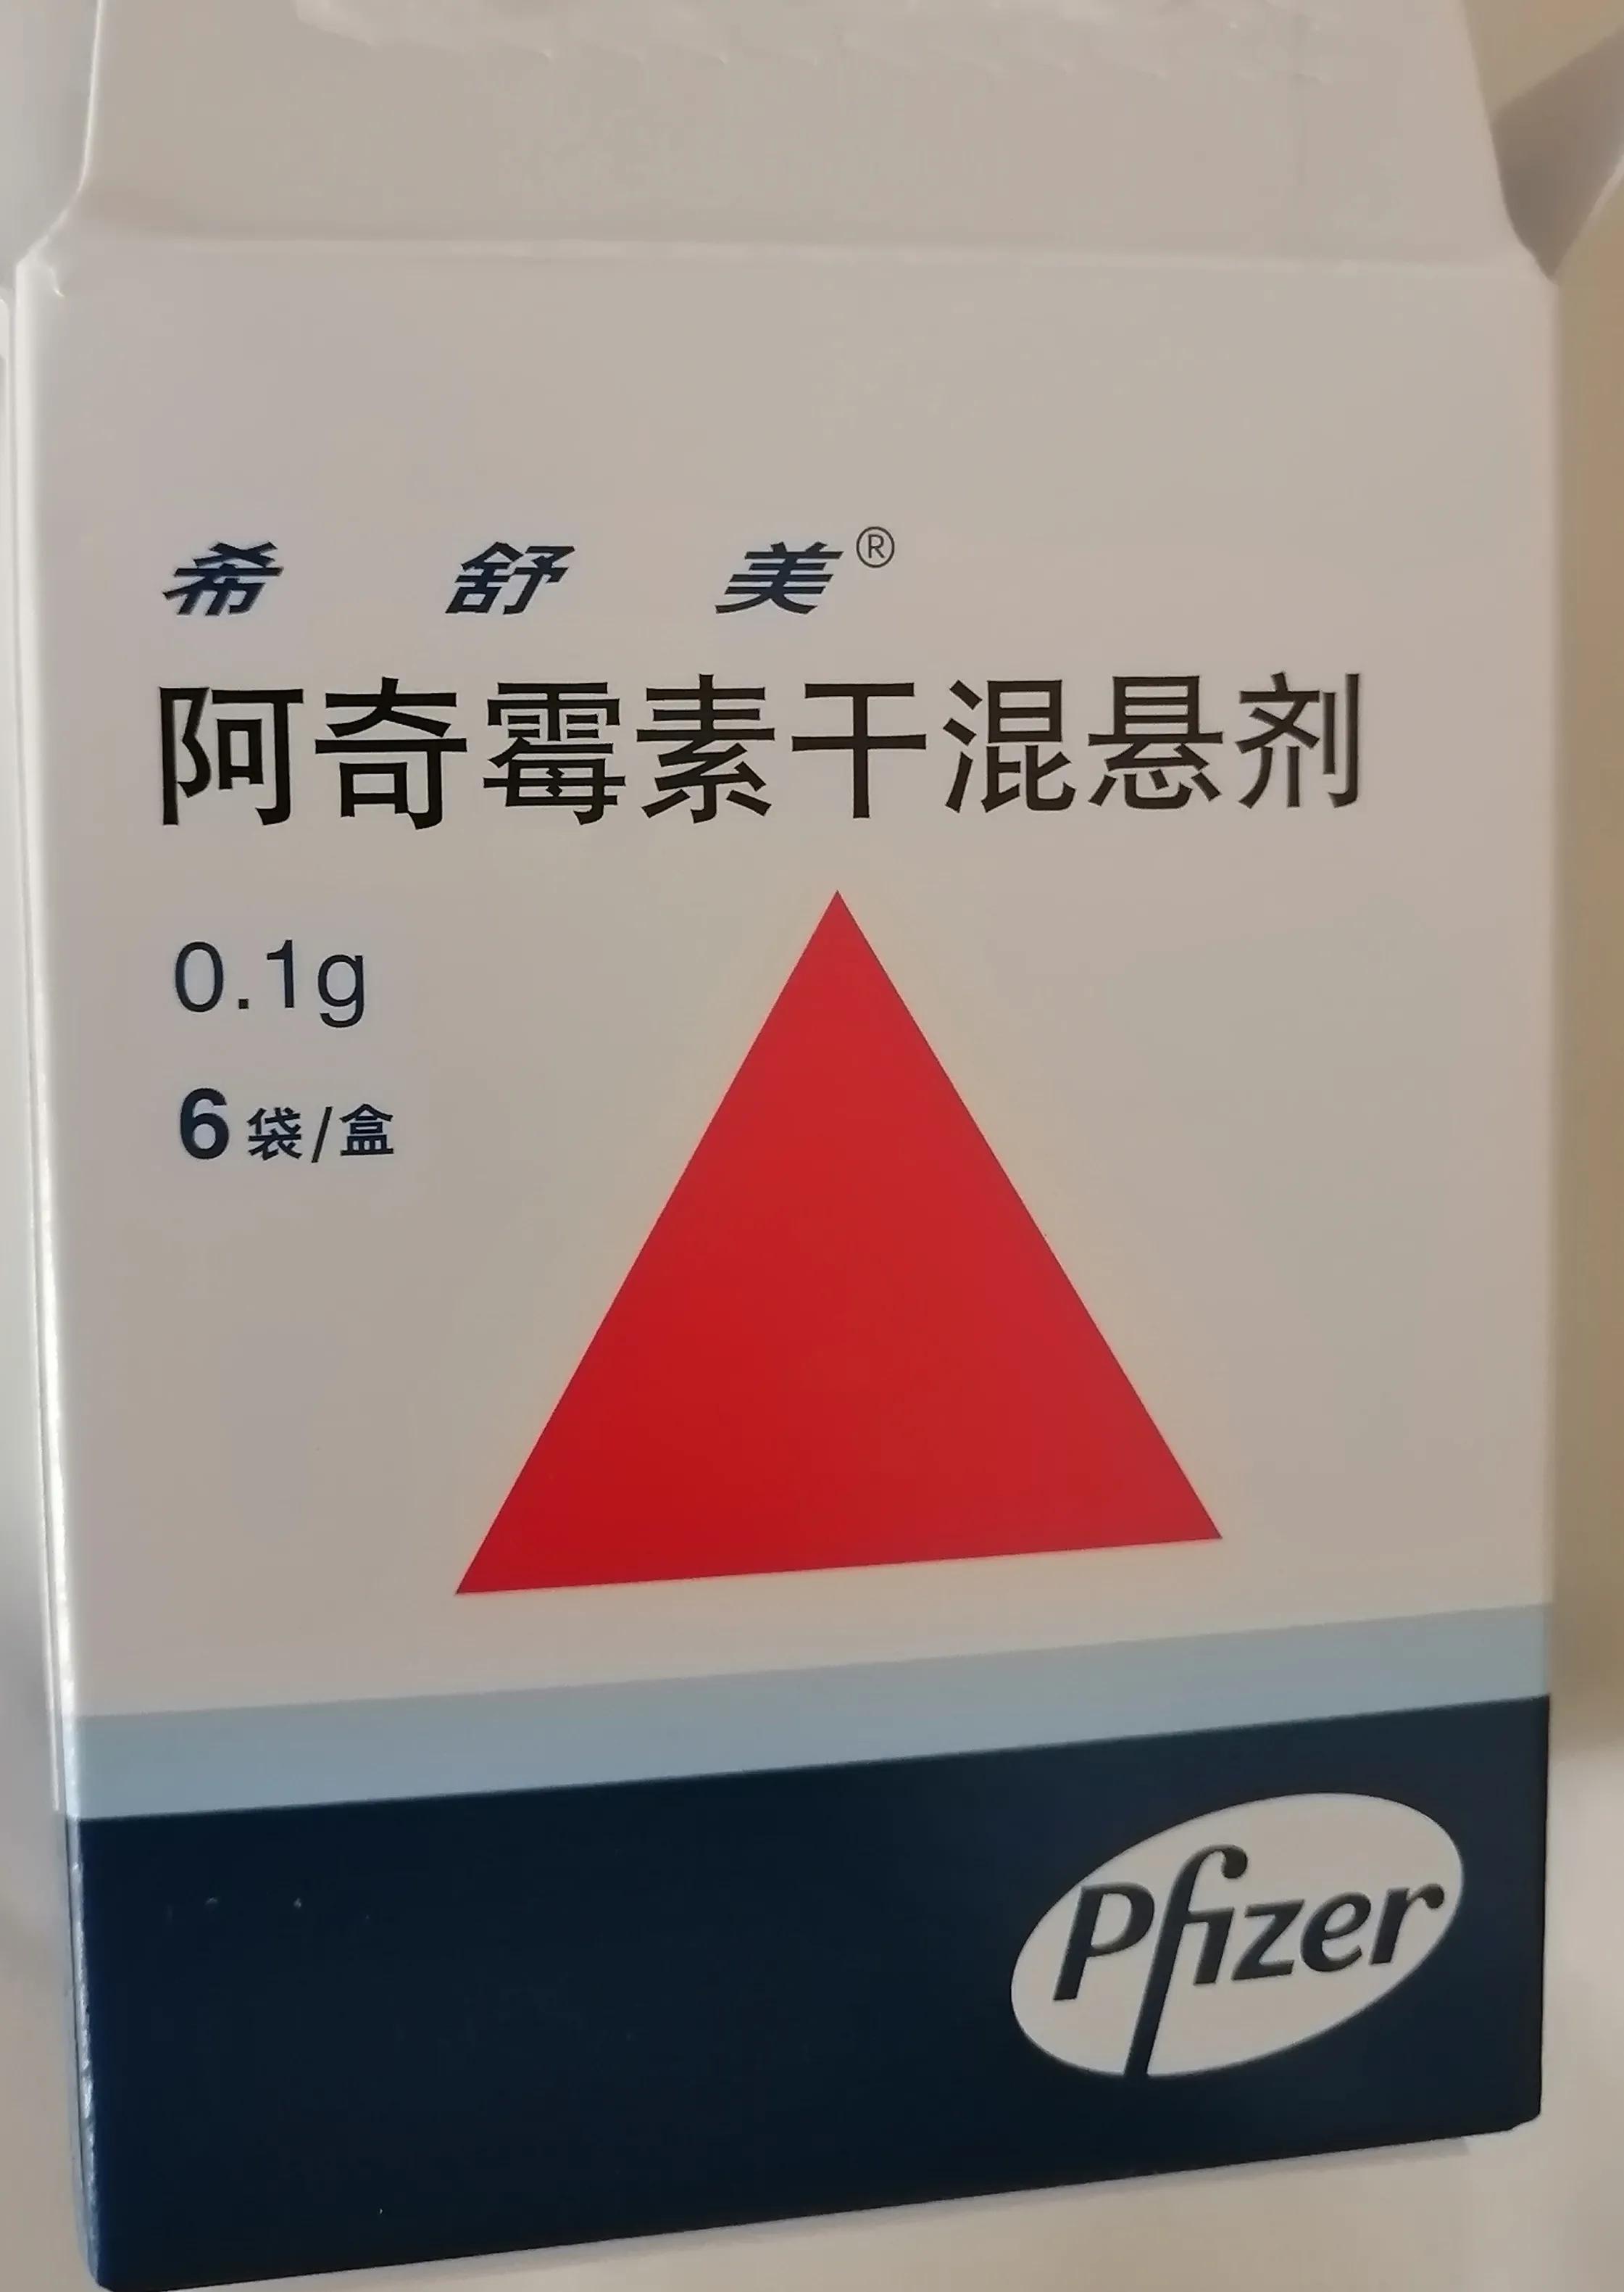 希舒美®
阿奇霉素干混悬剂
0.1g
6袋/盒
Pfizer